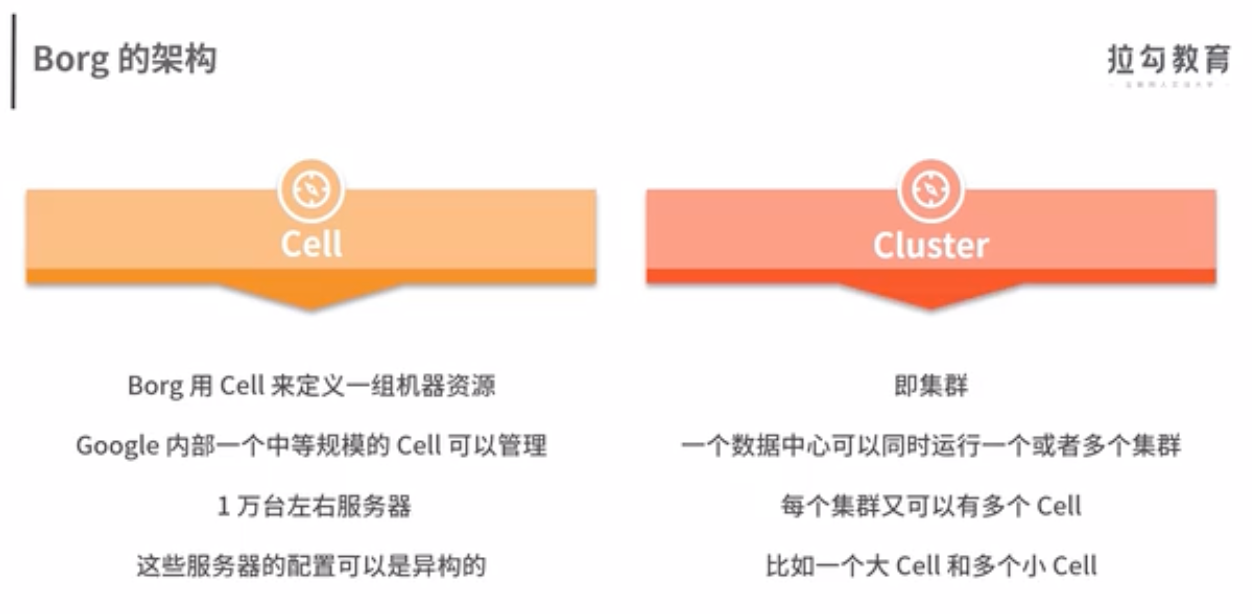 Borg 的架构
拉勾教育
Cell
Borg 用 Cell 来定义一组机器资源
Google 内部一个中等规模的 Cell 可以管理
1 万台左右服务器
这些服务器的配置可以是异构的
Cluster
即集群
一个数据中心可以同时运行一个或者多个集群
每个集群又可以有多个 Cell
比如一个大 Cell 和多个小 Cell